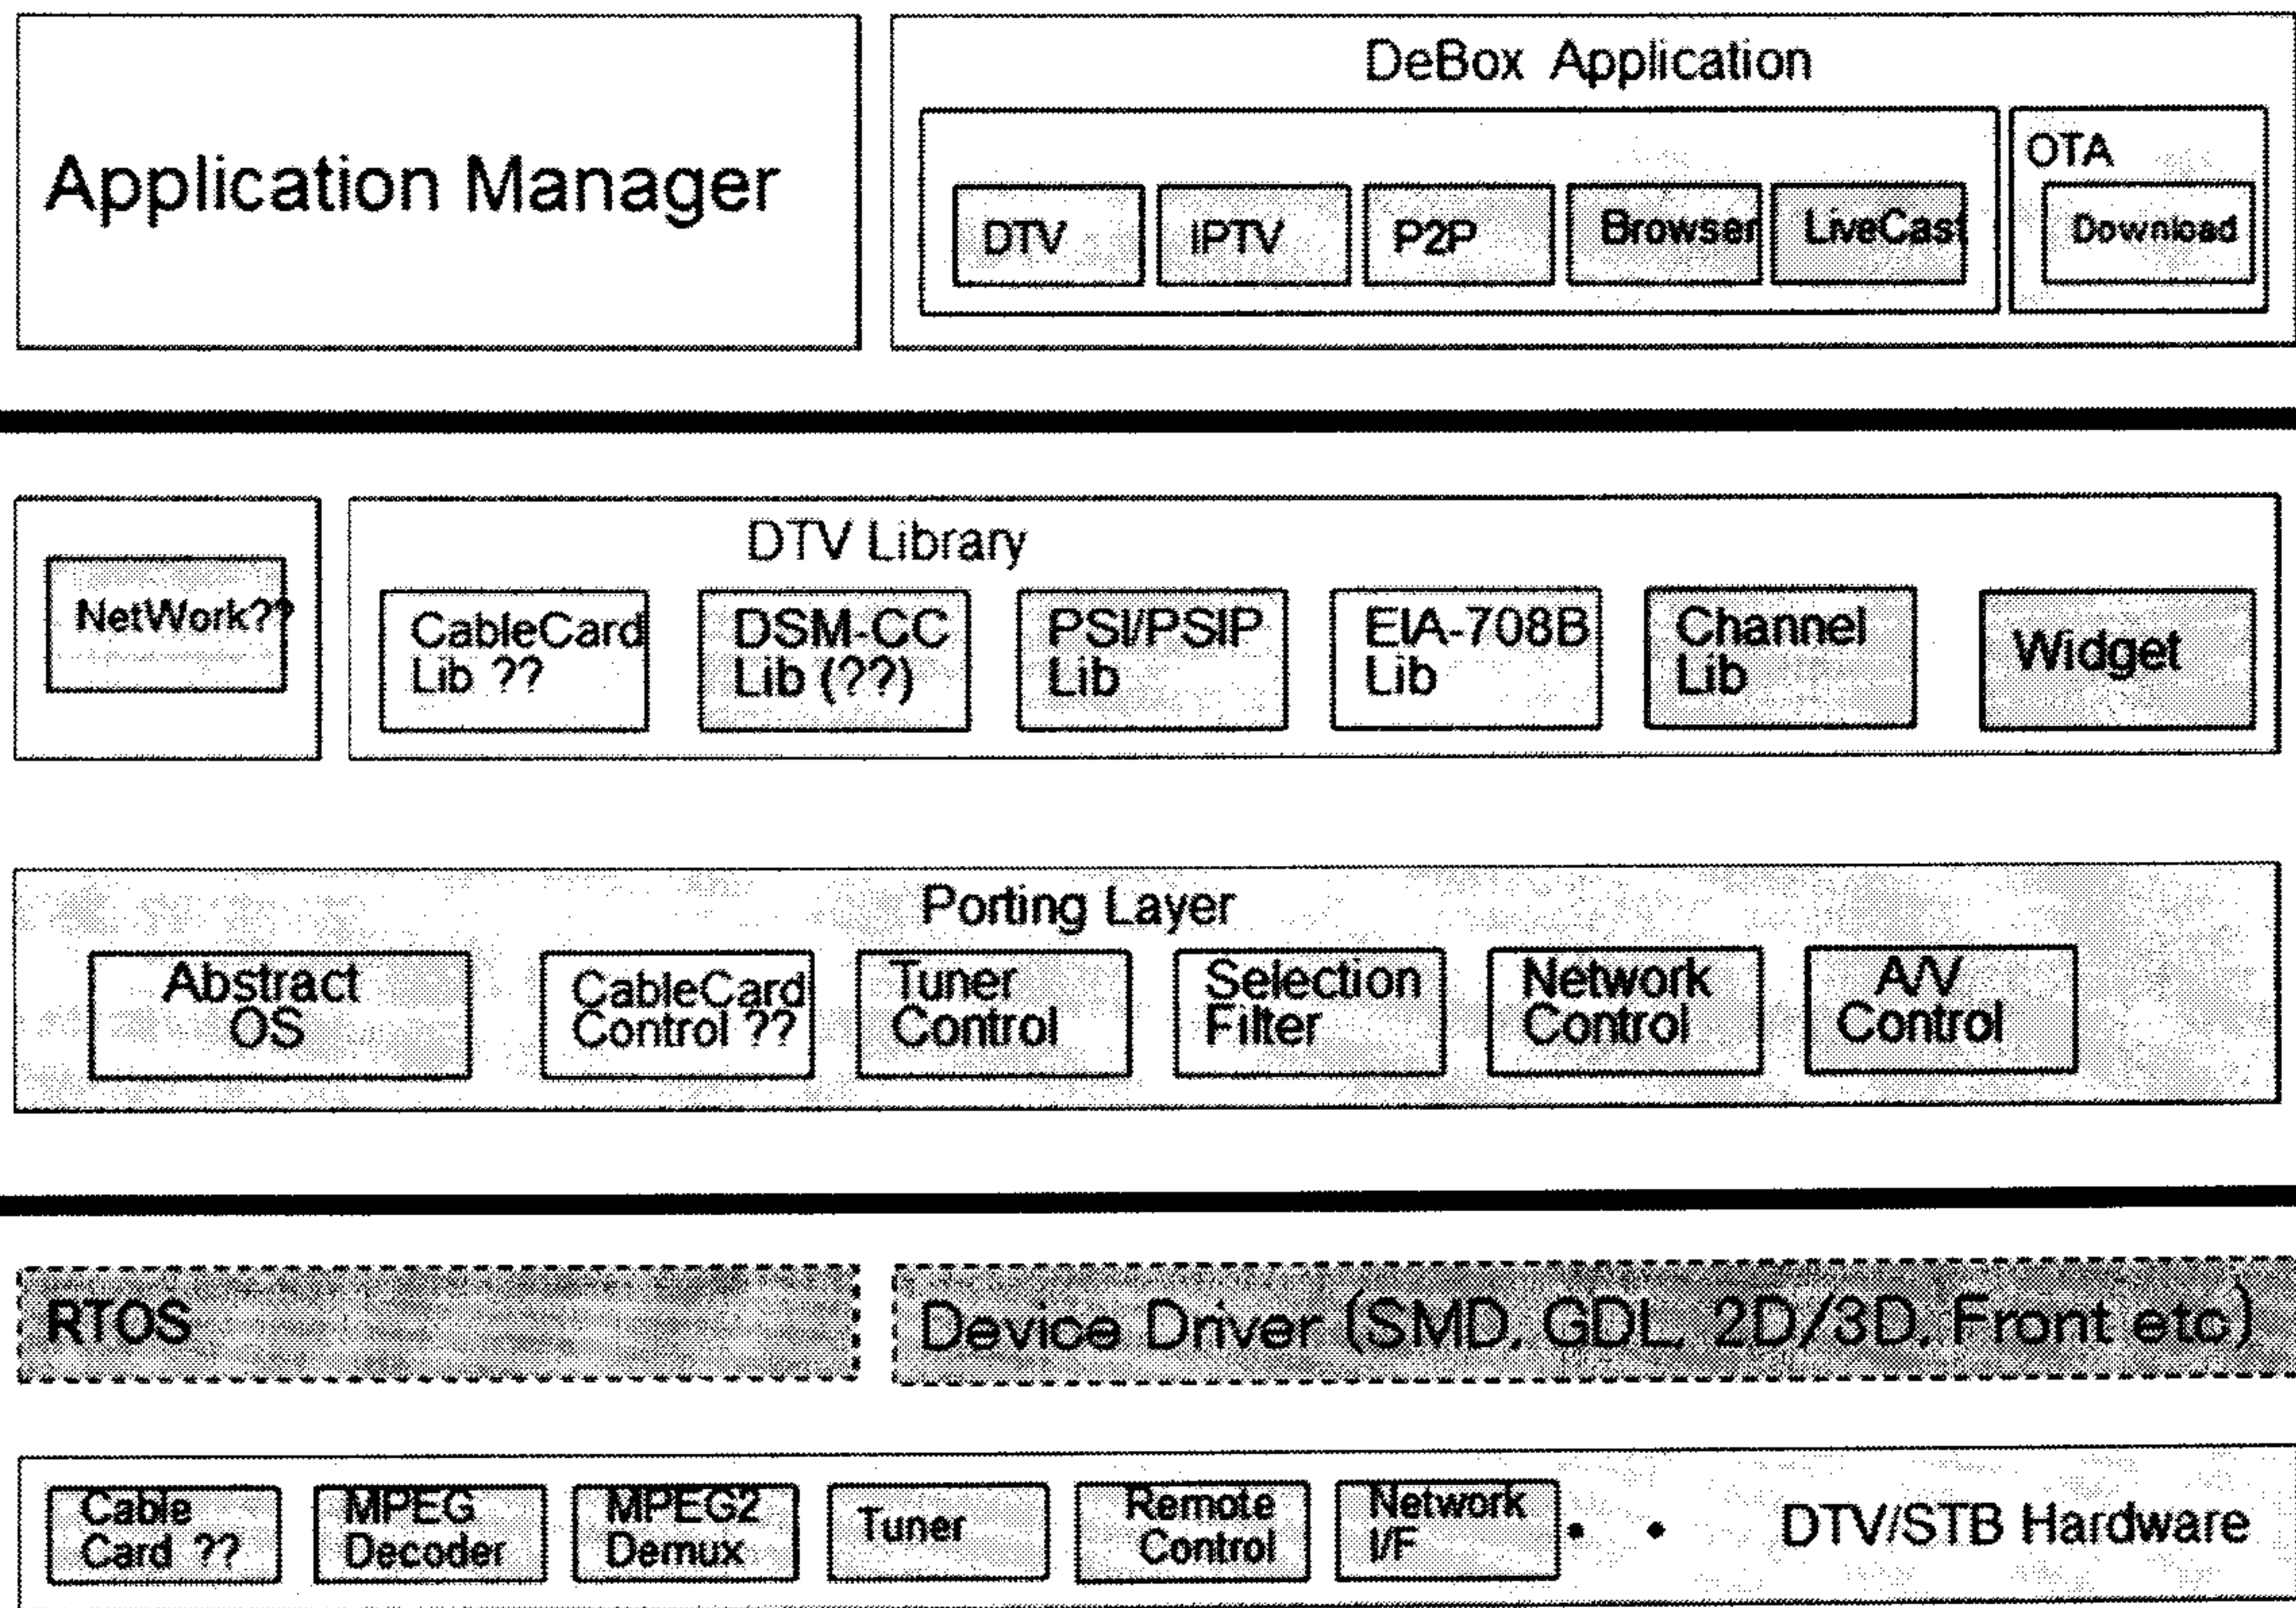 Application Manager
DeBox Application
DTV
IPTV
P2P
Browser
LiveCast
OTA
Download
NetWork??
DTV Library
CableCard
Lib ??
DSM-CC
Lib (??)
PSI/PSIP
Lib
EIA-708B
Lib
Channel
Lib
Widget
Porting Layer
Abstract
OS
CableCard
Control ??
Tuner
Control
Selection
Filter
Network
Control
A/V
Control
RTOS
Device Driver (SMD, GDL, 2D/3D, Front etc)
Cable
Card ??
MPEG
Decoder
MPEG2
Demux
Tuner
Remote
Control
Network
I/F
• •
DTV/STB Hardware